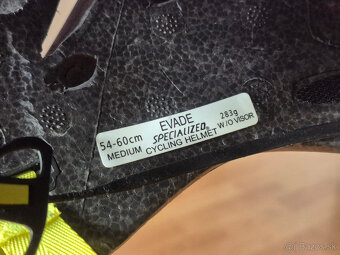 EVADE
54-60cm SPECIALIZED® 283g
MEDIUM CYCLING HELMET W/O VISOR